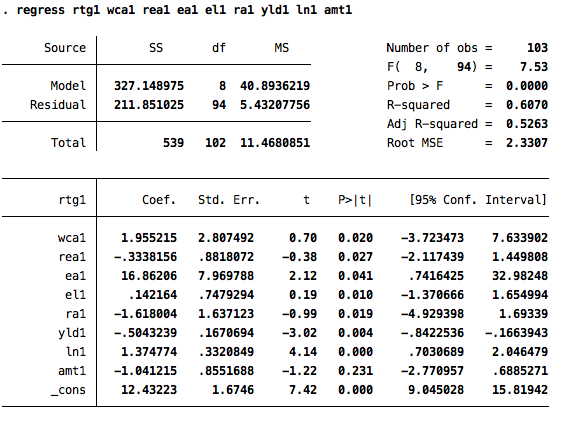 . regress rtg1 wca1 rea1 ea1 el1 ra1 yld1 ln1 amt1
Source SS df MS Number of obs = 103
F( 8, 94) = 7.53
Model 327.148975 8 40.8936219 Prob > F = 0.0000
Residual 211.851025 94 5.43207756 R-squared = 0.6070
Adj R-squared = 0.5263
Total 539 102 11.4680851 Root MSE = 2.3307
rtg1 Coef. Std. Err. t P>|t| [95% Conf. Interval]
wca1 1.955215 2.807492 0.70 0.020 -3.723473 7.633902
rea1 -.3338156 .8818072 -0.38 0.027 -2.117439 1.449808
ea1 16.86206 7.969788 2.12 0.041 .7416425 32.98248
el1 .142164 .7479294 0.19 0.010 -1.370666 1.654994
ra1 -1.618004 1.637123 -0.99 0.019 -4.929398 1.69339
yld1 -.5043239 .1670694 -3.02 0.004 -.8422536 -.1663943
ln1 1.374774 .3320849 4.14 0.000 .7030689 2.046479
amt1 -1.041215 .8551688 -1.22 0.231 -2.770957 .6885271
_cons 12.43223 1.6746 7.42 0.000 9.045028 15.81942